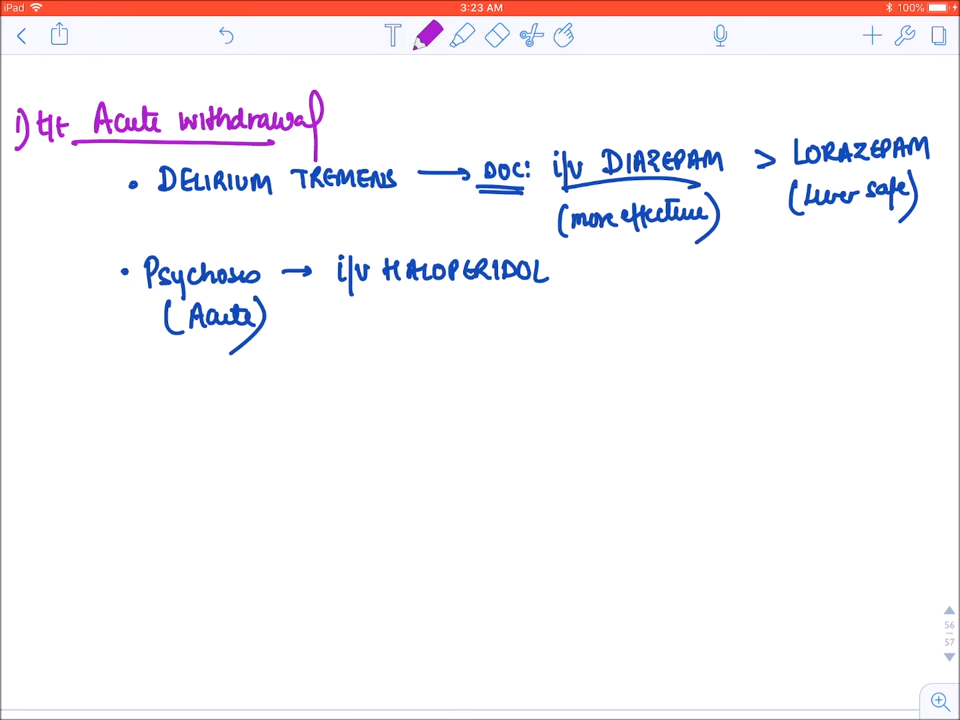 iPad 3:23 AM 100%
T
i) t/t Acute withdrawal
• DELIRIUM TREMENS → DOC: i/v DIAZEPAM > LORAZEPAM
(more effective) (Liver safe)
• Psychosis → i/v HALOPERIDOL
(Acute)
56
57